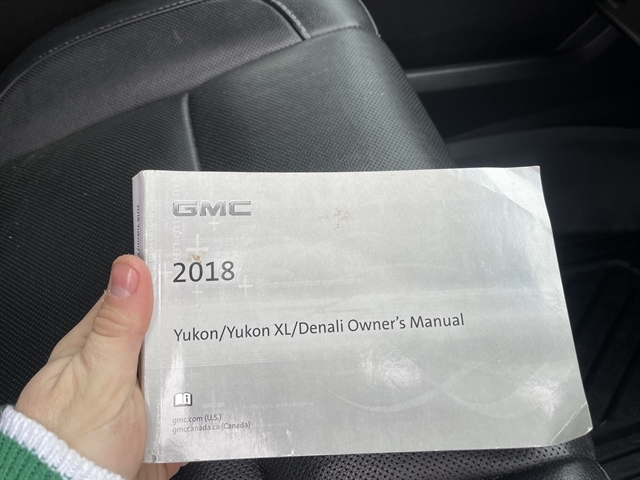 GMC
2018
Yukon/Yukon XL/Denali Owner's Manual
gmc.com (U.S.)
gmccanada.ca (Canada)